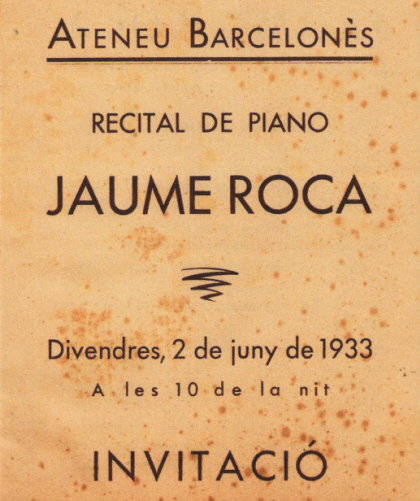 ATENEU BARCELONÈS
RECITAL DE PIANO
JAUME ROCA
Divendres, 2 de juny de 1933
A les 10 de la nit
INVITACIÓ